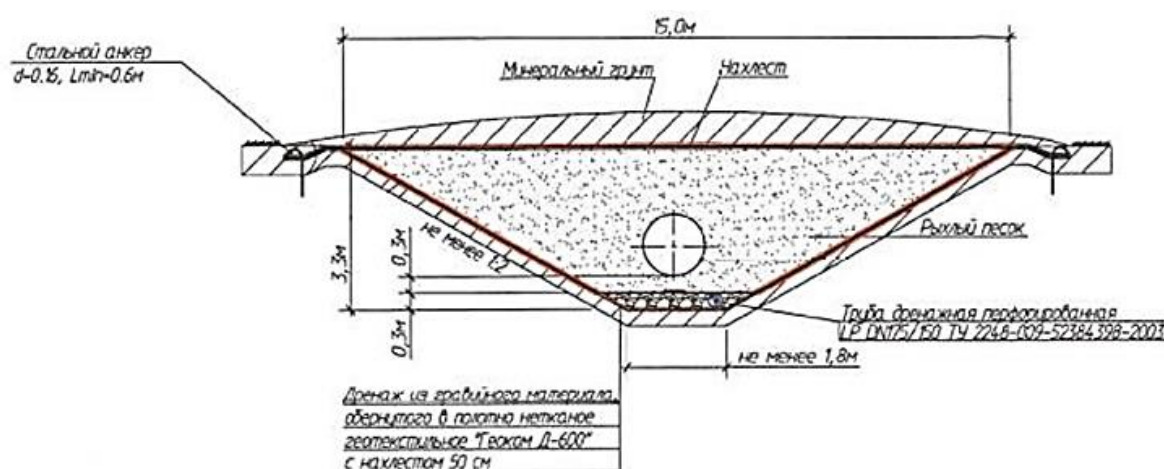 15,0м
Стальной анкер
d=0.16, Lmin=0.6м
Минеральный грунт
Нахлест
не менее 1:2
3,3м
0,3м
0,3м
Рыхлый песок
Труба дренажная перфорированная
LP DN175/150 ТУ 2248-009-52384398-2003
не менее 1,8м
Дренаж из гравийного материала,
обернутого в полотно нетканое
геотекстильное "Геоком Д-600"
с нахлестом 50 см